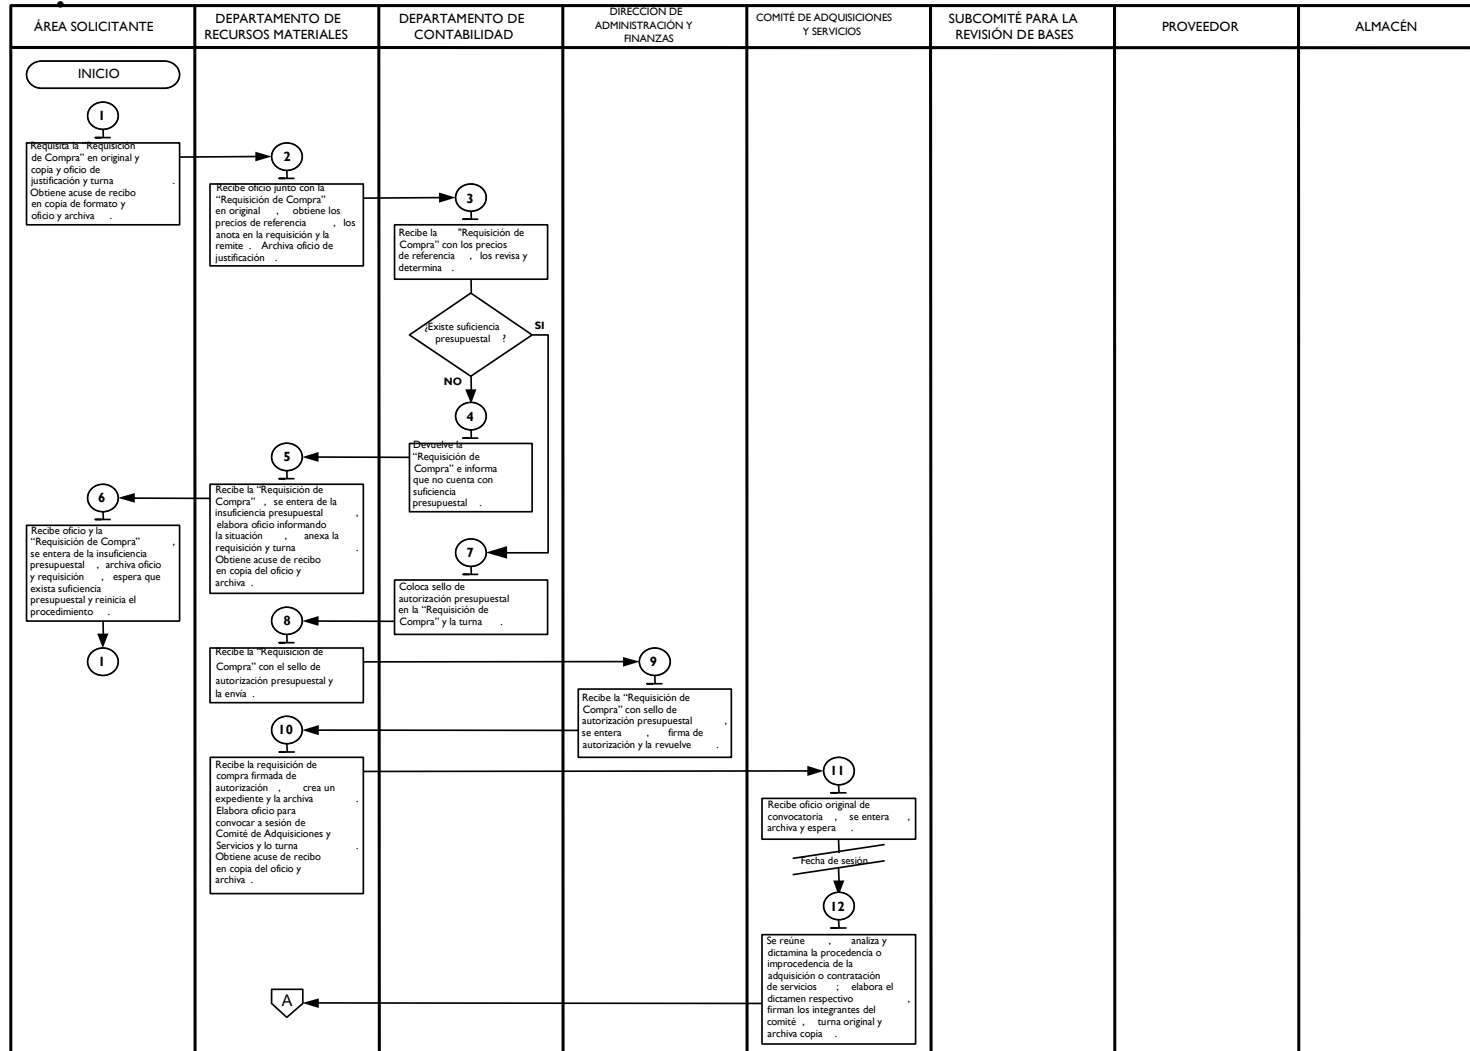 ÁREA SOLICITANTE
DEPARTAMENTO DE
RECURSOS MATERIALES
DEPARTAMENTO DE
CONTABILIDAD
DIRECCIÓN DE
ADMINISTRACIÓN Y
FINANZAS
COMITÉ DE ADQUISICIONES
Y SERVICIOS
SUBCOMITÉ PARA LA
REVISIÓN DE BASES
PROVEEDOR
ALMACÉN
INICIO
1
Requisita la "Requisición
de Compra" en original y
copia y oficio de
justificación y turna .
Obtiene acuse de recibo
en copia de formato y
oficio y archiva .
2
Recibe oficio junto con la
"Requisición de Compra"
en original , obtiene los
precios de referencia , los
anota en la requisición y la
remite . Archiva oficio de
justificación .
3
Recibe la "Requisición de
Compra" con los precios
de referencia , los revisa y
determina .
¿Existe suficiencia
presupuestal ?
SI
NO
4
Devuelve la
"Requisición de
Compra" e informa
que no cuenta con
suficiencia
presupuestal .
5
Recibe la "Requisición de
Compra" , se entera de la
insuficiencia presupuestal ,
elabora oficio informando
la situación , anexa la
requisición y turna .
Obtiene acuse de recibo
en copia del oficio y
archiva .
6
Recibe oficio y la
"Requisición de Compra" ,
se entera de la insuficiencia
presupuestal , archiva oficio
y requisición , espera que
exista suficiencia
presupuestal y reinicia el
procedimiento .
1
7
Coloca sello de
autorización presupuestal
en la "Requisición de
Compra" y la turna .
8
Recibe la "Requisición de
Compra" con el sello de
autorización presupuestal y
la envía .
9
Recibe la "Requisición de
Compra" con sello de
autorización presupuestal ,
se entera , firma de
autorización y la revuelve .
10
Recibe la requisición de
compra firmada de
autorización , crea un
expediente y la archiva .
Elabora oficio para
convocar a sesión de
Comité de Adquisiciones y
Servicios y lo turna .
Obtiene acuse de recibo
en copia del oficio y
archiva .
11
Recibe oficio original de
convocatoria , se entera ,
archiva y espera .
Fecha de sesión
12
Se reúne , analiza y
dictamina la procedencia o
improcedencia de la
adquisición o contratación
de servicios ; elabora el
dictamen respectivo ,
firman los integrantes del
comité , turna original y
archiva copia .
A